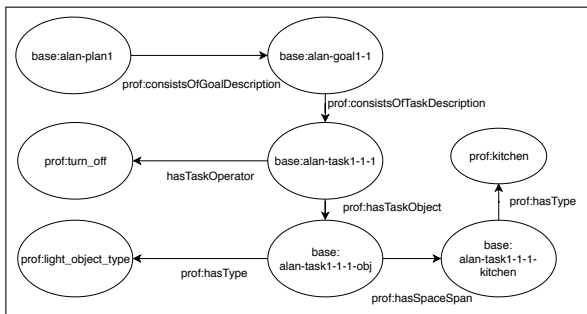 base:alan-plan1
base:alan-goal1-1
prof:consistsOfGoalDescription
prof:consistsOfTaskDescription
prof:turn_off
base:alan-task1-1-1
prof:kitchen
hasTaskOperator
prof:hasTaskObject
prof:hasType
prof:light_object_type
base:
alan-task1-1-1-obj
base:
alan-task1-1-1-
kitchen
prof:hasType
prof:hasSpaceSpan